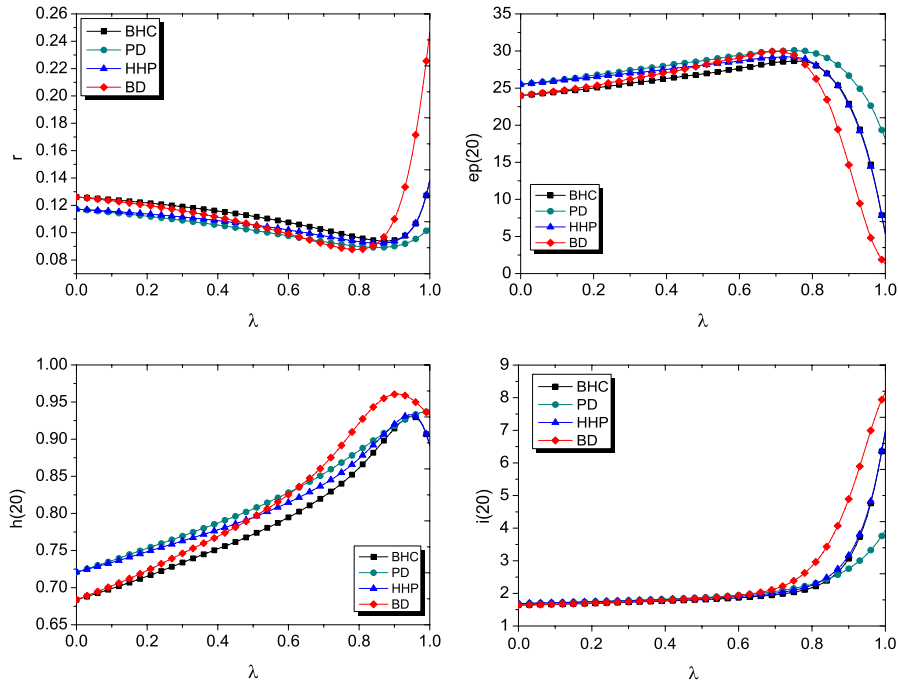 0.26
0.24
0.22
0.20
0.18
0.16
0.14
0.12
0.10
0.08
r
BHC
PD
HHP
BD
0.0 0.2 0.4 0.6 0.8 1.0
λ
35
30
25
20
15
10
5
0
ep(20)
BHC
PD
HHP
BD
0.0 0.2 0.4 0.6 0.8 1.0
λ
1.00
0.95
0.90
0.85
0.80
0.75
0.70
0.65
h(20)
BHC
PD
HHP
BD
0.0 0.2 0.4 0.6 0.8 1.0
λ
9
8
7
6
5
4
3
2
1
i(20)
BHC
PD
HHP
BD
0.0 0.2 0.4 0.6 0.8 1.0
λ